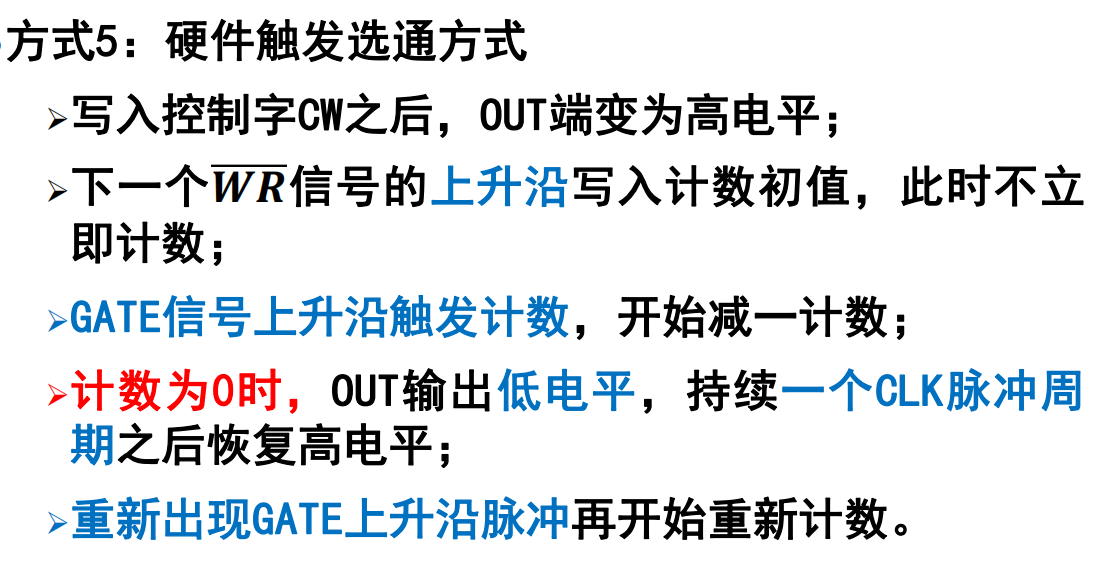 方式5：硬件触发选通方式
➢写入控制字CW之后，OUT端变为高电平；
➢下一个$\overline{WR}$信号的上升沿写入计数初值，此时不立
即计数；
➢GATE信号上升沿触发计数，开始减一计数；
➢计数为0时，OUT输出低电平，持续一个CLK脉冲周
期之后恢复高电平；
➢重新出现GATE上升沿脉冲再开始重新计数。